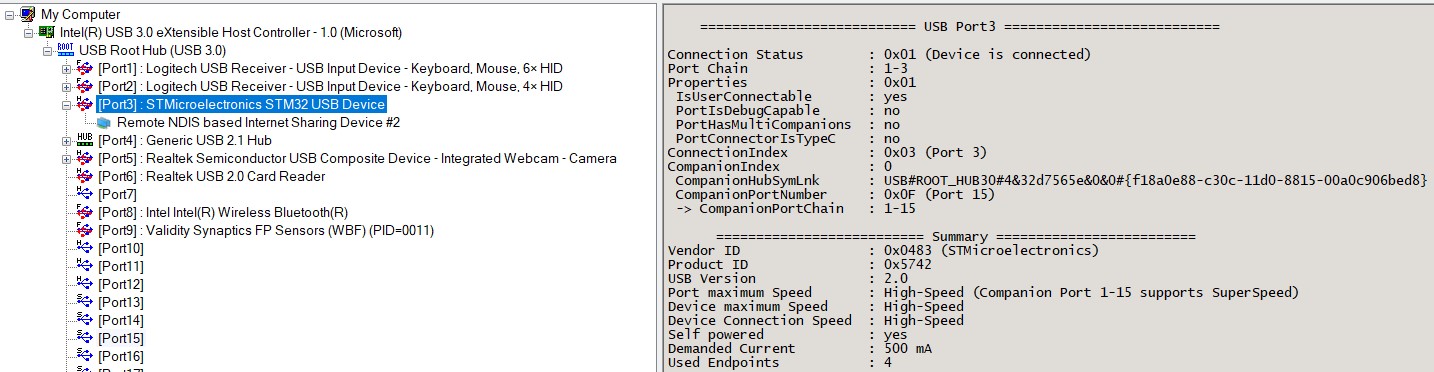 My Computer
Intel(R) USB 3.0 eXtensible Host Controller - 1.0 (Microsoft)
ROOT USB Root Hub (USB 3.0)
[Port1] : Logitech USB Receiver - USB Input Device - Keyboard, Mouse, 6× HID
[Port2] : Logitech USB Receiver - USB Input Device - Keyboard, Mouse, 4× HID
[Port3] : STMicroelectronics STM32 USB Device
Remote NDIS based Internet Sharing Device #2
HUB [Port4] : Generic USB 2.1 Hub
[Port5] : Realtek Semiconductor USB Composite Device - Integrated Webcam - Camera
[Port6] : Realtek USB 2.0 Card Reader
[Port7]
[Port8] : Intel Intel(R) Wireless Bluetooth(R)
[Port9] : Validity Synaptics FP Sensors (WBF) (PID=0011)
[Port10]
[Port11]
[Port12]
[Port13]
[Port14]
[Port15]
[Port16]
[Port17]
=========================== USB Port3 ===========================
Connection Status : 0x01 (Device is connected)
Port Chain : 1-3
Properties : 0x01
IsUserConnectable : yes
PortIsDebugCapable : no
PortHasMultiCompanions : no
PortConnectorIsTypeC : no
ConnectionIndex : 0x03 (Port 3)
CompanionIndex : 0
CompanionHubSymLnk : USB#ROOT_HUB30#4&32d7565e&0&0#{f18a0e88-c30c-11d0-8815-00a0c906bed8}
CompanionPortNumber : 0x0F (Port 15)
-> CompanionPortChain : 1-15
========================== Summary =========================
Vendor ID : 0x0483 (STMicroelectronics)
Product ID : 0x5742
USB Version : 2.0
Port maximum Speed : High-Speed (Companion Port 1-15 supports SuperSpeed)
Device maximum Speed : High-Speed
Device Connection Speed : High-Speed
Self powered : yes
Demanded Current : 500 mA
Used Endpoints : 4